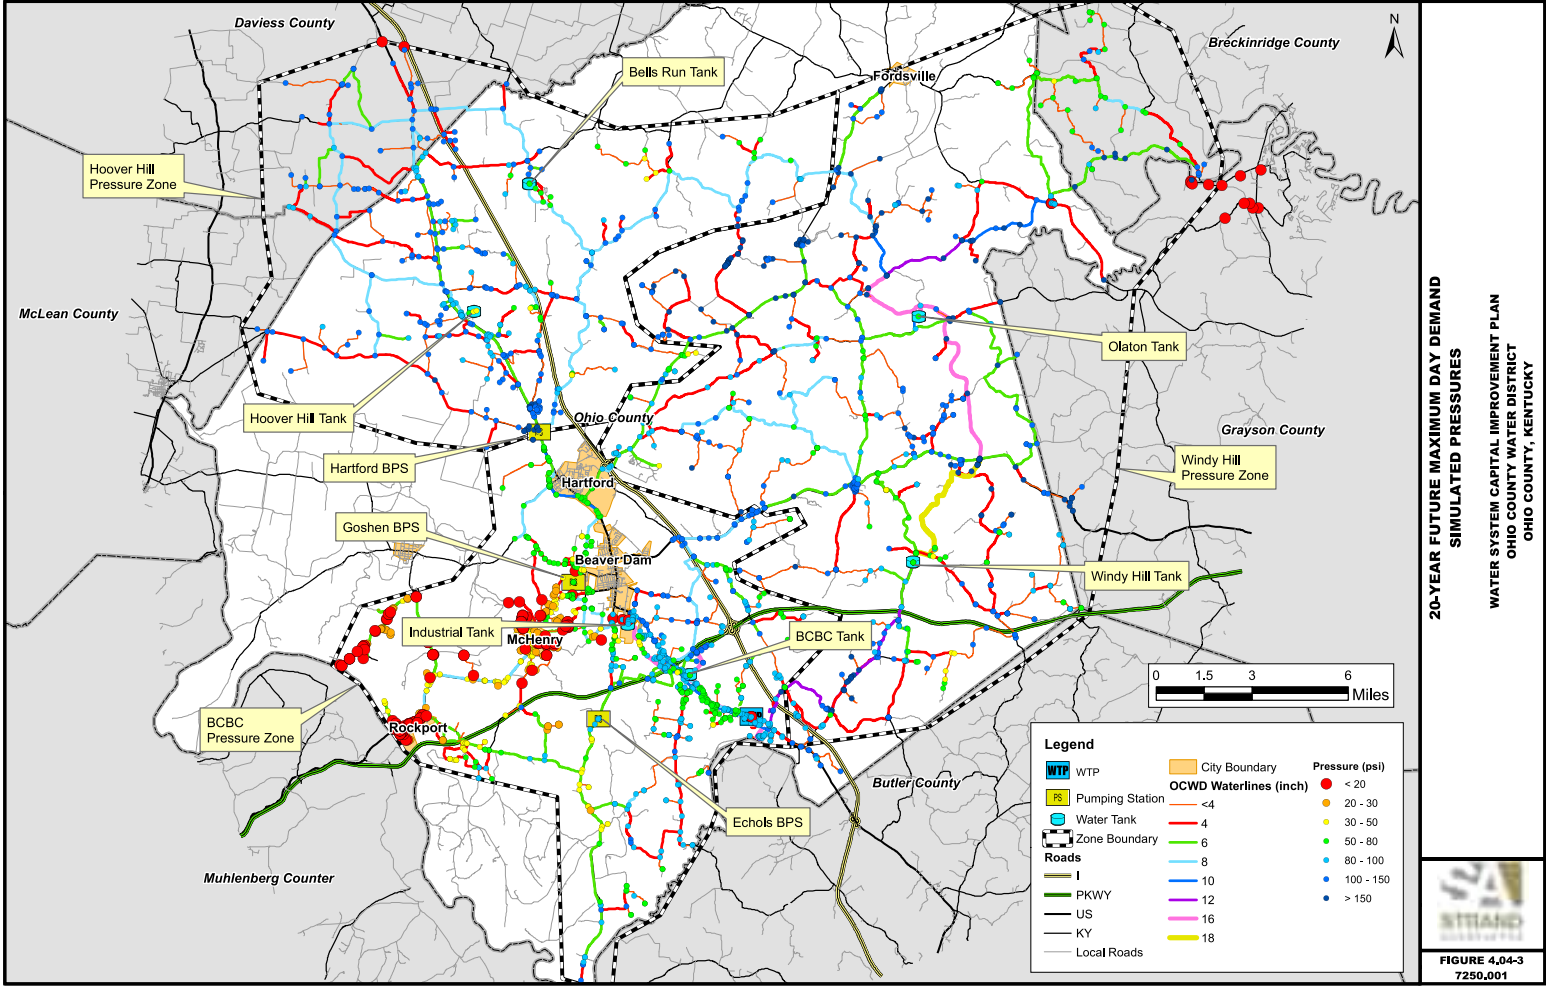 Daviess County
Breckinridge County
N
Bells Run Tank
Fordsville
Hoover Hill
Pressure Zone
McLean County
Olaton Tank
Hoover Hill Tank
Ohio County
Grayson County
Hartford BPS
Windy Hill
Pressure Zone
Hartford
Goshen BPS
Beaver Dam
Windy Hill Tank
Industrial Tank
McHenry
BCBC Tank
0 1.5 3 6
Miles
BCBC
Pressure Zone
Rockport
Butler County
Echols BPS
Muhlenberg Counter
Legend
WTP WTP
PS Pumping Station
Water Tank
Zone Boundary
Roads
I
PKWY
US
KY
Local Roads
City Boundary
OCWD Waterlines (inch)
<4
4
6
8
10
12
16
18
Pressure (psi)
< 20
20 - 30
30 - 50
50 - 80
80 - 100
100 - 150
> 150
20-YEAR FUTURE MAXIMUM DAY DEMAND
SIMULATED PRESSURES
WATER SYSTEM CAPITAL IMPROVEMENT PLAN
OHIO COUNTY WATER DISTRICT
OHIO COUNTY, KENTUCKY
STRAND
FIGURE 4.04-3
7250.001